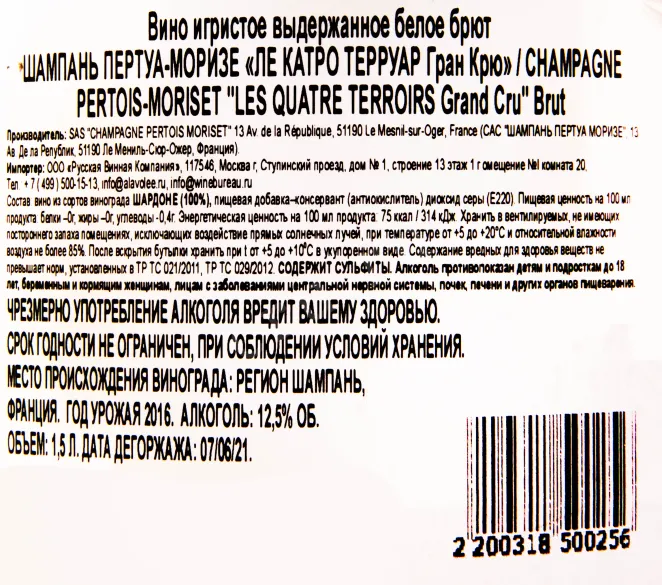 Вино игристое выдержанное белое брют
ШАМПАНЬ ПЕРТУА-МОРИЗЕ «ЛЕ КАТРО ТЕРРУАР Гран Крю» / CHAMPAGNE
PERTOIS-MORISET "LES QUATRE TERROIRS Grand Cru" Brut
Производитель: SAS "CHAMPAGNE PERTOIS MORISET" 13 Av. de la République, 51190 Le Mesnil-sur-Oger, France (САС "ШАМПАНЬ ПЕРТУА МОРИЗЕ" 13
Ав. Де ла Републик, 51190 Ле Мениль-Сюр-Ожер, Франция).
Импортер: ООО «Русская Винная Компания», 117546, Москва г, Ступинский проезд, дом № 1, строение 13 этаж 1 помещение №I комната 20,
Тел. +7 (499) 500-15-13, info@alavolee.ru, info@winebureau.ru
Состав: вино из сортов винограда ШАРДОНЕ (100%), пищевая добавка–консервант (антиокислитель) диоксид серы (Е220). Пищевая ценность на 100 мл
продукта: белки –0г, жиры –0г, углеводы -0,4г. Энергетическая ценность на 100 мл продукта: 75 ккал / 314 кДж. Хранить в вентилируемых, не имеющих
постороннего запаха помещениях, исключающих воздействие прямых солнечных лучей, при температуре от +5 до +20°С и относительной влажности
воздуха не более 85%. После вскрытия бутылки хранить при t от +5 до +10°С в укупоренном виде. Содержание вредных для здоровья веществ не
превышает норм, установленных в ТР ТС 021/2011, ТР ТС 029/2012. СОДЕРЖИТ СУЛЬФИТЫ. Алкоголь противопоказан детям и подросткам до 18
лет, беременным и кормящим женщинам, лицам с заболеваниями центральной нервной системы, почек, печени и других органов пищеварения.
ЧРЕЗМЕРНО УПОТРЕБЛЕНИЕ АЛКОГОЛЯ ВРЕДИТ ВАШЕМУ ЗДОРОВЬЮ.
СРОК ГОДНОСТИ НЕ ОГРАНИЧЕН, ПРИ СОБЛЮДЕНИИ УСЛОВИЙ ХРАНЕНИЯ.
МЕСТО ПРОИСХОЖДЕНИЯ ВИНОГРАДА: РЕГИОН ШАМПАНЬ,
ФРАНЦИЯ. ГОД УРОЖАЯ 2016. АЛКОГОЛЬ: 12,5% ОБ.
ОБЪЕМ: 1,5 Л. ДАТА ДЕГОРЖАЖА: 07/06/21.
2 200318 500256